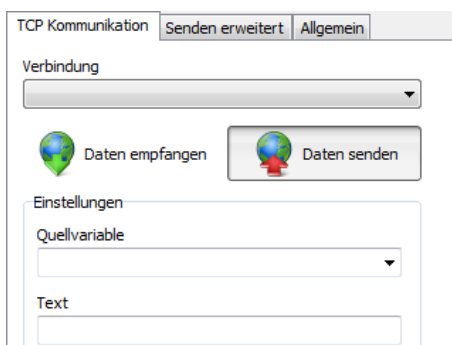 TCP Kommunikation Senden erweitert Allgemein
Verbindung
Daten empfangen Daten senden
Einstellungen
Quellvariable
Text